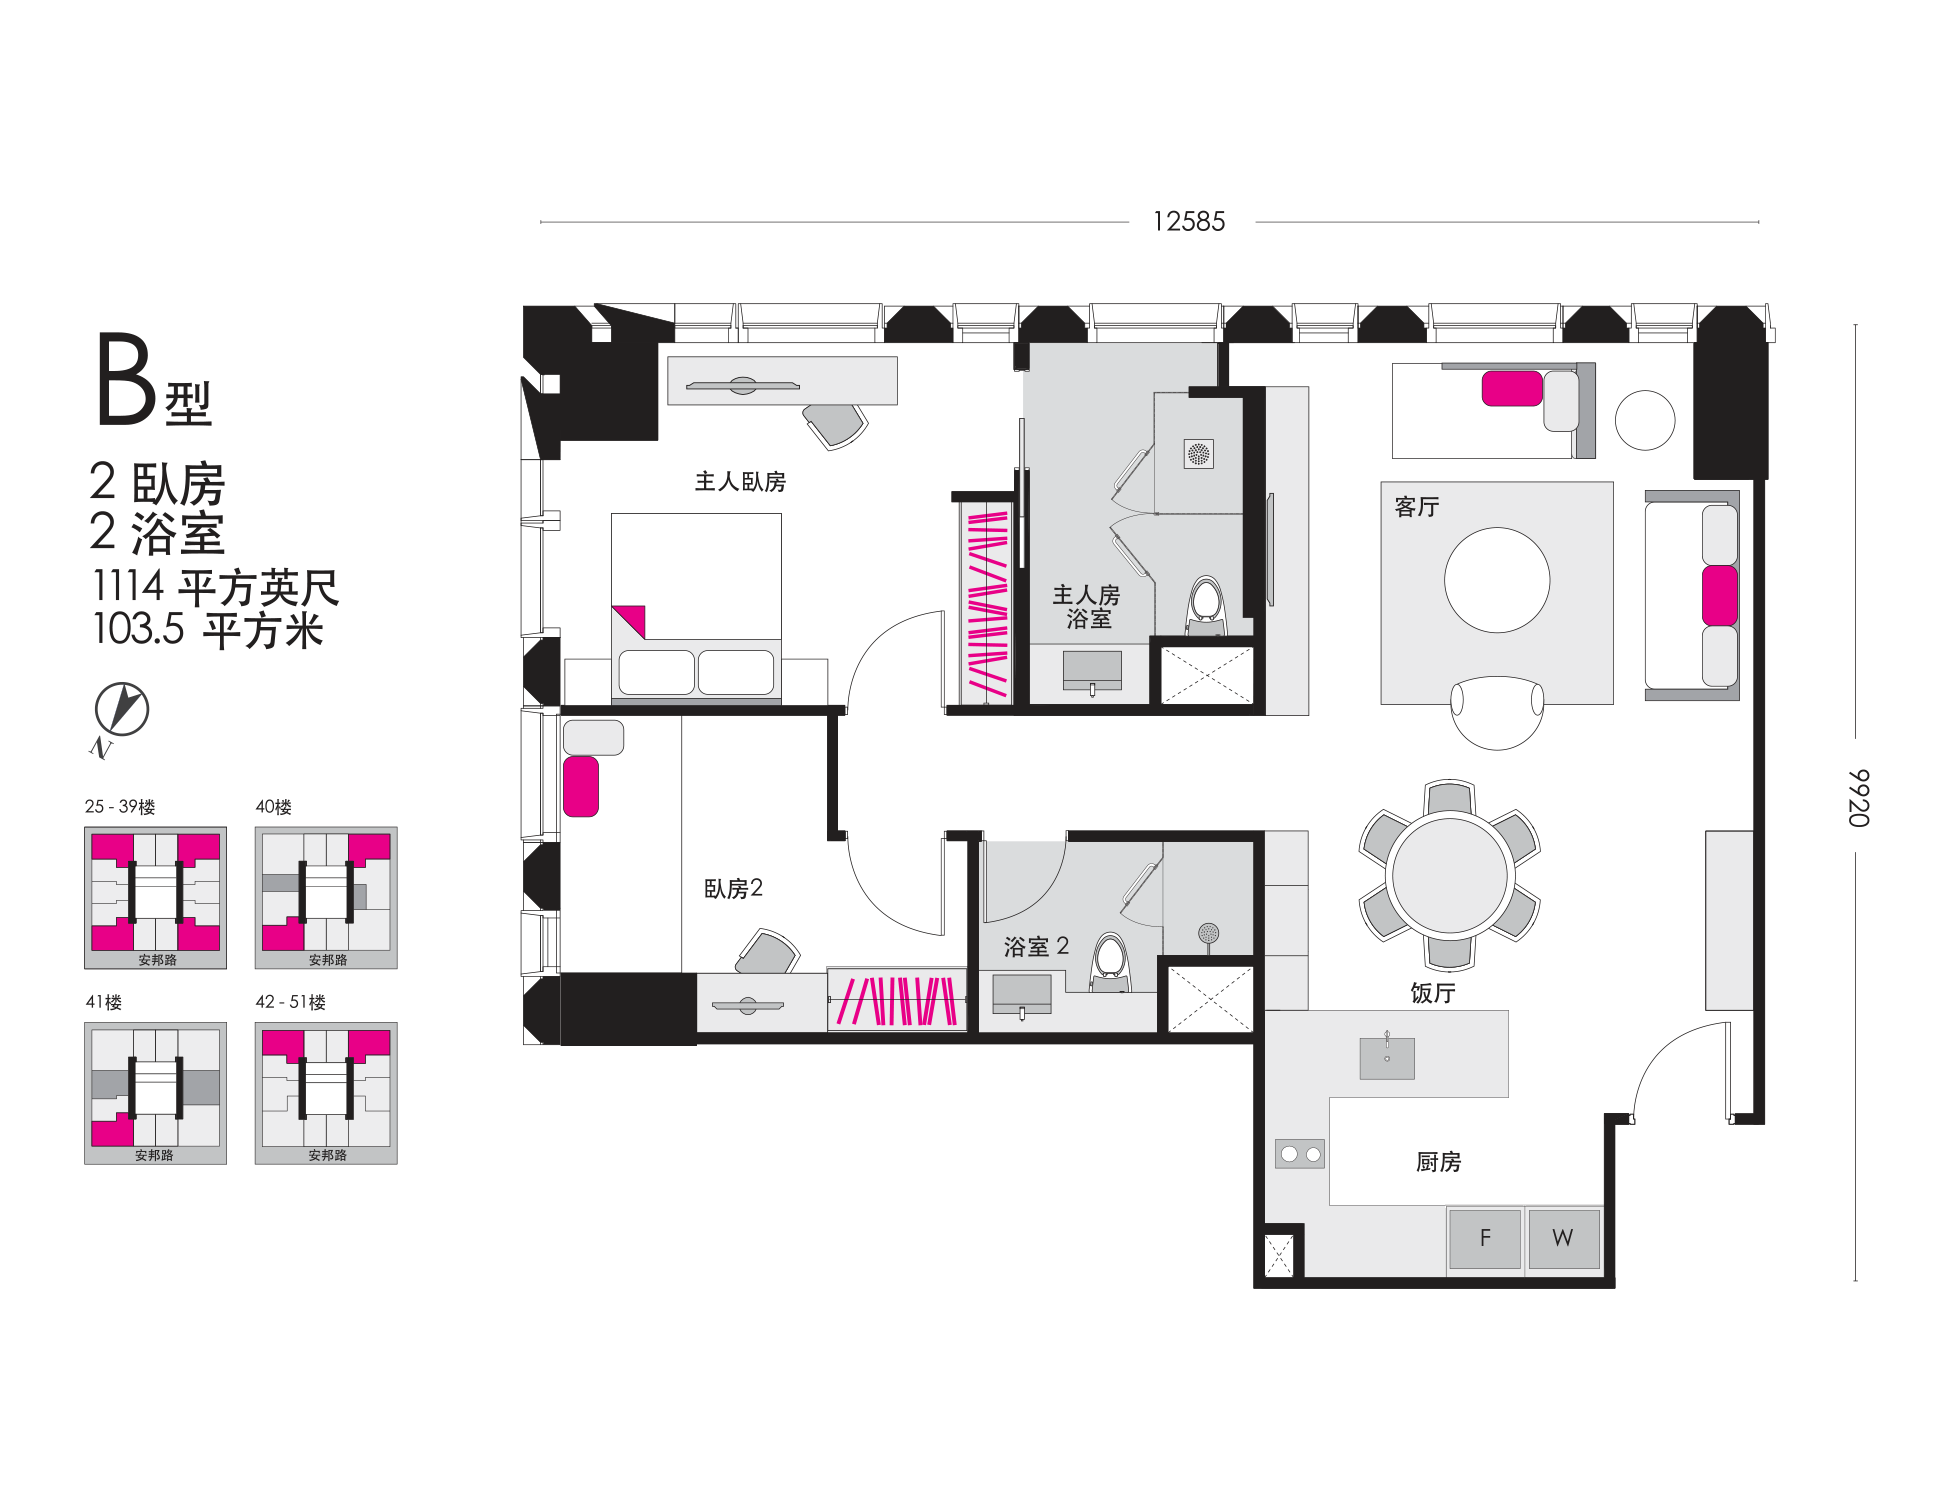 12585
B型
2 臥房
2 浴室
1114 平方英尺
103.5 平方米
N
25 - 39楼
安邦路
40楼
安邦路
41楼
安邦路
42 - 51楼
安邦路
主人臥房
主人房
浴室
客厅
臥房2
浴室 2
饭厅
厨房
F
W
9920